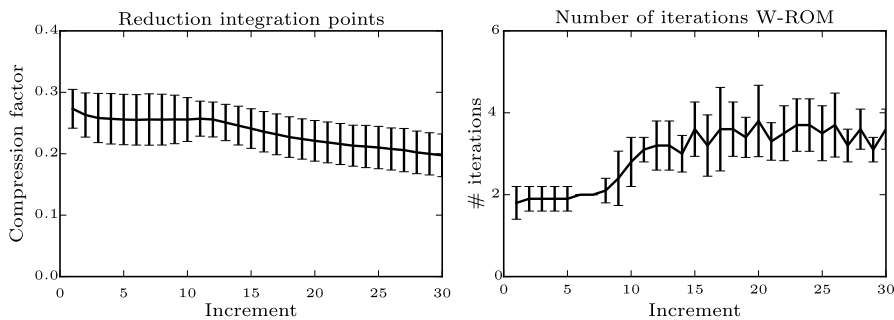 Reduction integration points
Compression factor
0.4
0.3
0.2
0.1
0.0
0 5 10 15 20 25 30
Increment
Number of iterations W-ROM
# iterations
6
4
2
0
0 5 10 15 20 25 30
Increment